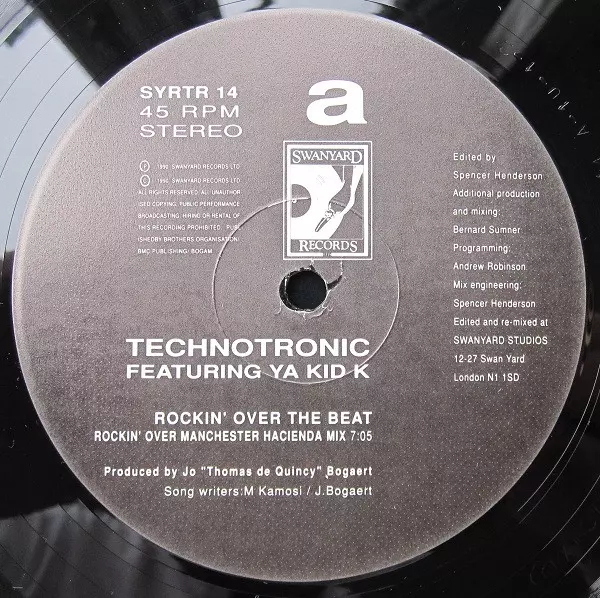 SYRTR 14
45 RPM
STEREO
a
Ⓟ 1990 SWANYARD RECORDS LTD.
© 1990 SWANYARD RECORDS LTD.
ALL RIGHTS RESERVED. ALL UNAUTHOR
ISED COPYING, PUBLIC PERFORMANCE
BROADCASTING. HIRING OR RENTAL OF
THIS RECORDING PROHIBITED. PUBL
ISHEDBY BROTHERS ORGANISATION/
BMC PUBLISHING/ BOGAM
SWANYARD
RECORDS
Edited by
Spencer Henderson
Additional production
and mixing:
Bernard Sumner
Programming:
Andrew Robinson.
Mix engineering:
Spencer Henderson
Edited and re-mixed at
SWANYARD STUDIOS
12-27 Swan Yard
London N1 1SD
TECHNOTRONIC
FEATURING YA KID K
ROCKIN' OVER THE BEAT
ROCKIN' OVER MANCHESTER HACIENDA MIX 7:05
Produced by Jo "Thomas de Quincy" Bogaert
Song writers:M Kamosi / J.Bogaert